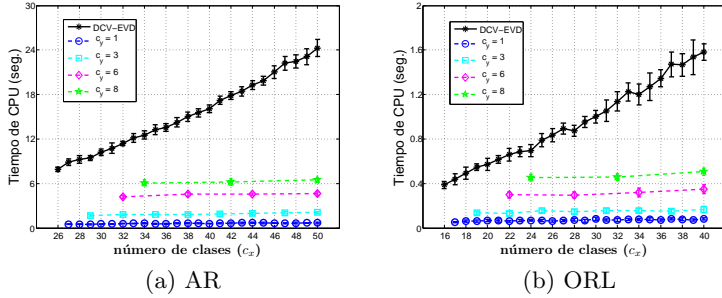 Tiempo de CPU (seg.)
30
24
18
12
6
0
DCV−EVD
c_y = 1
c_y = 3
c_y = 6
c_y = 8
26 28 30 32 34 36 38 40 42 44 46 48 50
número de clases (c_x)
(a) AR
Tiempo de CPU (seg.)
2
1.6
1.2
0.8
0.4
0
DCV−EVD
c_y = 1
c_y = 3
c_y = 6
c_y = 8
16 18 20 22 24 26 28 30 32 34 36 38 40
número de clases (c_x)
(b) ORL